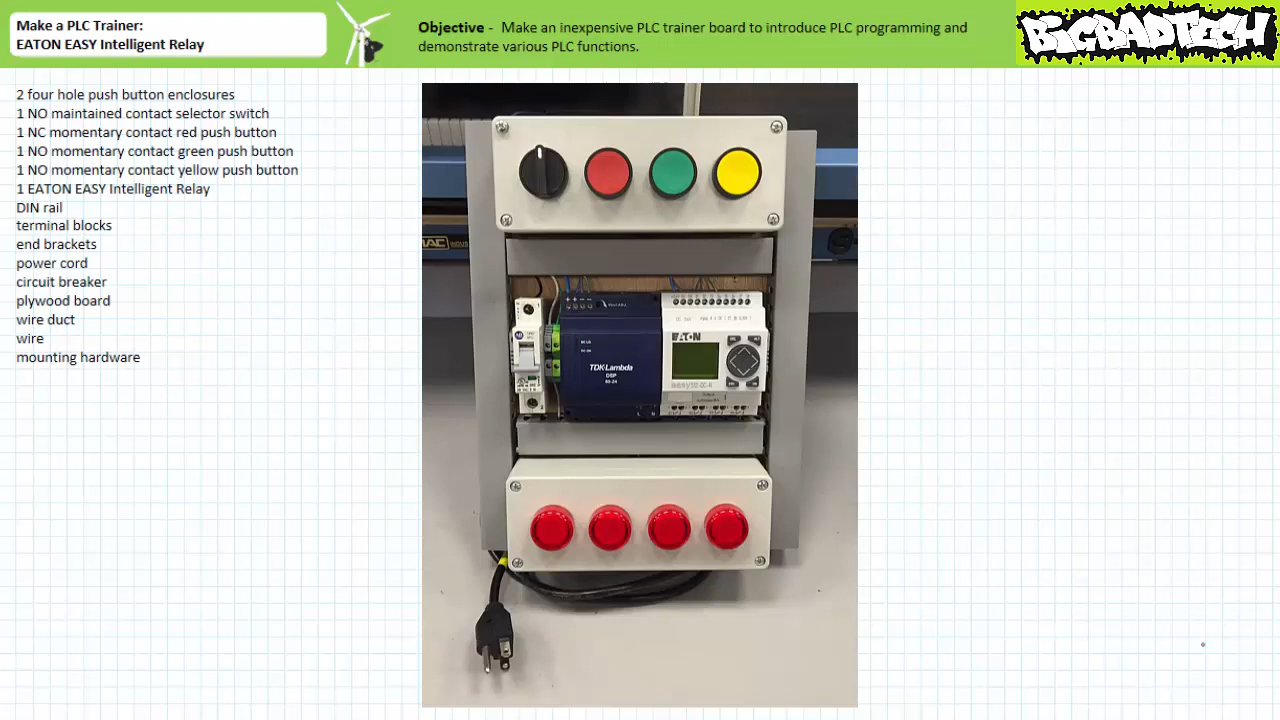 Make a PLC Trainer:
EATON EASY Intelligent Relay
Objective - Make an inexpensive PLC trainer board to introduce PLC programming and
demonstrate various PLC functions.
BIGBADTECH
2 four hole push button enclosures
1 NO maintained contact selector switch
1 NC momentary contact red push button
1 NO momentary contact green push button
1 NO momentary contact yellow push button
1 EATON EASY Intelligent Relay
DIN rail
terminal blocks
end brackets
power cord
circuit breaker
plywood board
wire duct
wire
mounting hardware
TDK-Lambda
DSP
60-24
EATON
L N